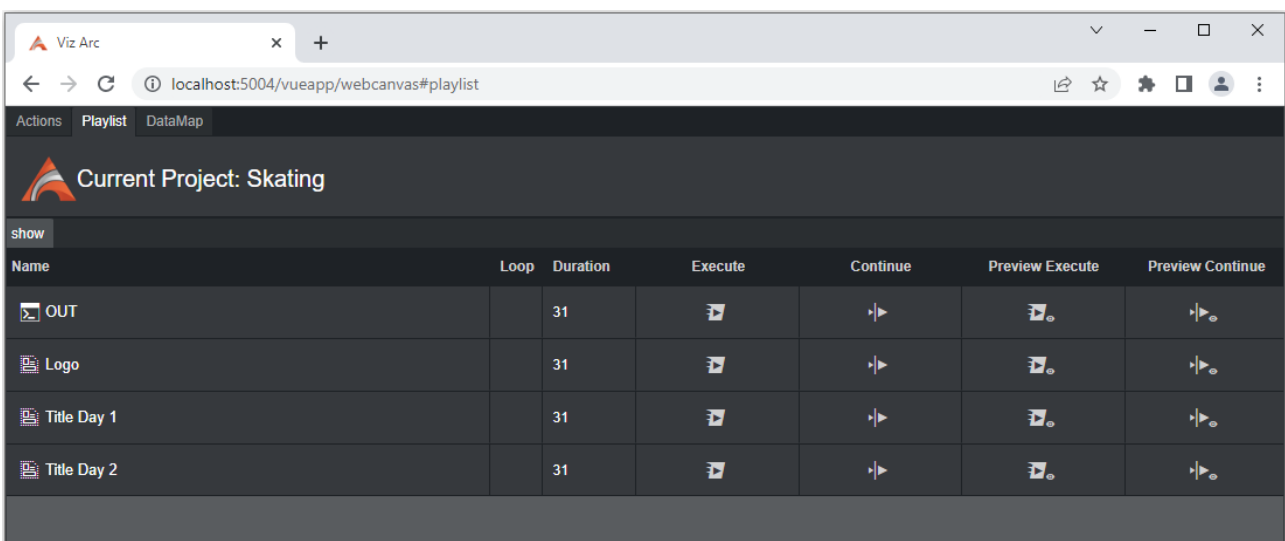 Viz Arc
localhost:5004/vueapp/webcanvas#playlist
Actions Playlist DataMap
Current Project: Skating
show
Name Loop Duration Execute Continue Preview Execute Preview Continue
OUT 31
Logo 31
Title Day 1 31
Title Day 2 31